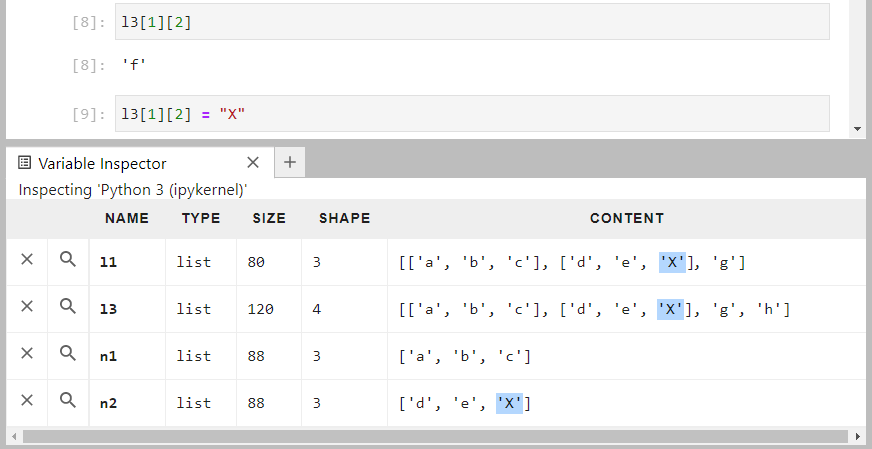 [8]: l3[1][2]
[8]: 'f'
[9]: l3[1][2] = "X"
Variable Inspector
Inspecting 'Python 3 (ipykernel)'
NAME TYPE SIZE SHAPE CONTENT
l1 list 80 3 [['a', 'b', 'c'], ['d', 'e', 'X'], 'g']
l3 list 120 4 [['a', 'b', 'c'], ['d', 'e', 'X'], 'g', 'h']
n1 list 88 3 ['a', 'b', 'c']
n2 list 88 3 ['d', 'e', 'X']